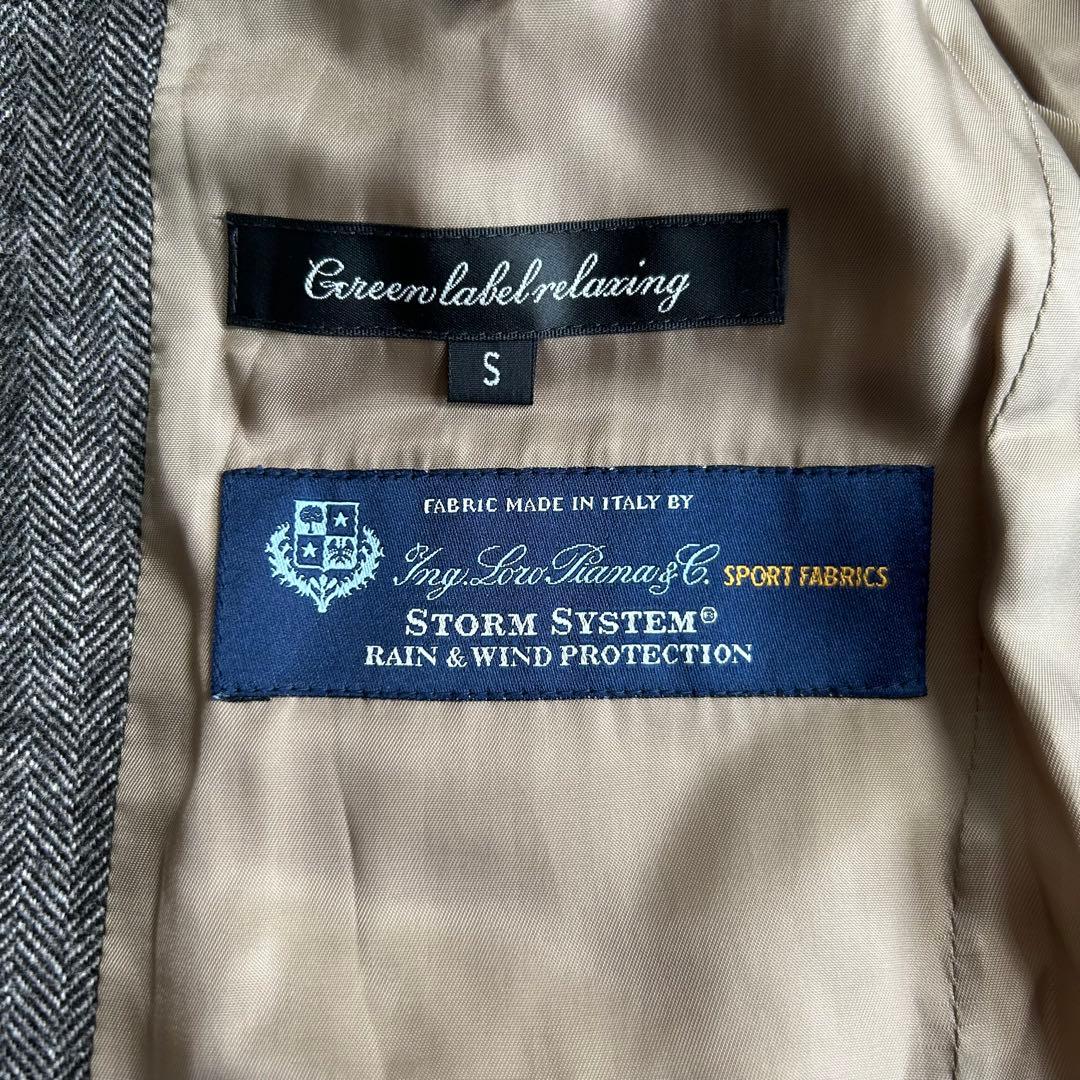 Green label relaxing
S
FABRIC MADE IN ITALY BY
Ing. Loro Piana & C. SPORT FABRICS
STORM SYSTEM®
RAIN & WIND PROTECTION